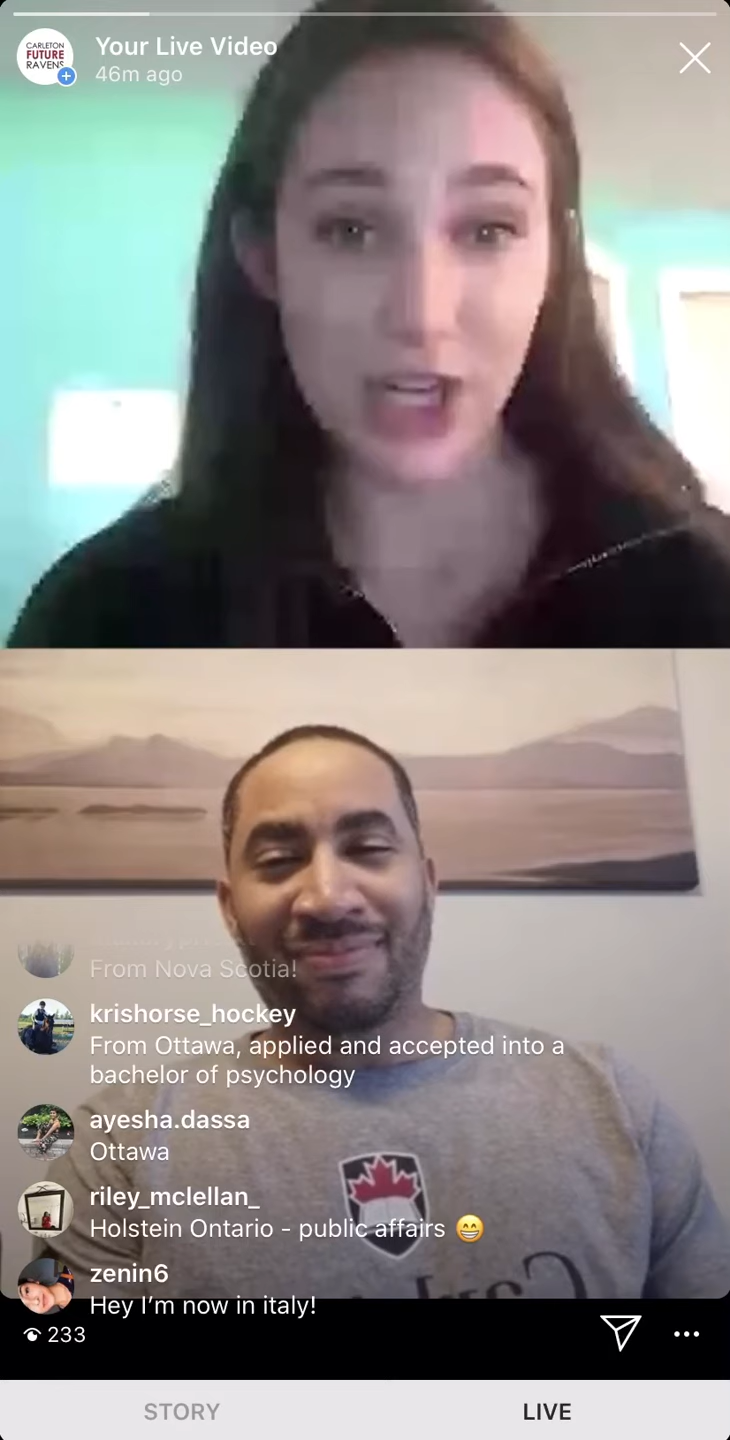 CARLETON
FUTURE
RAVENS
Your Live Video
46m ago
From Nova Scotia!
krishorse_hockey
From Ottawa, applied and accepted into a
bachelor of psychology
ayesha.dassa
Ottawa
riley_mclellan_
Holstein Ontario - public affairs 😁
zenin6
Hey I’m now in italy!
233
STORY
LIVE